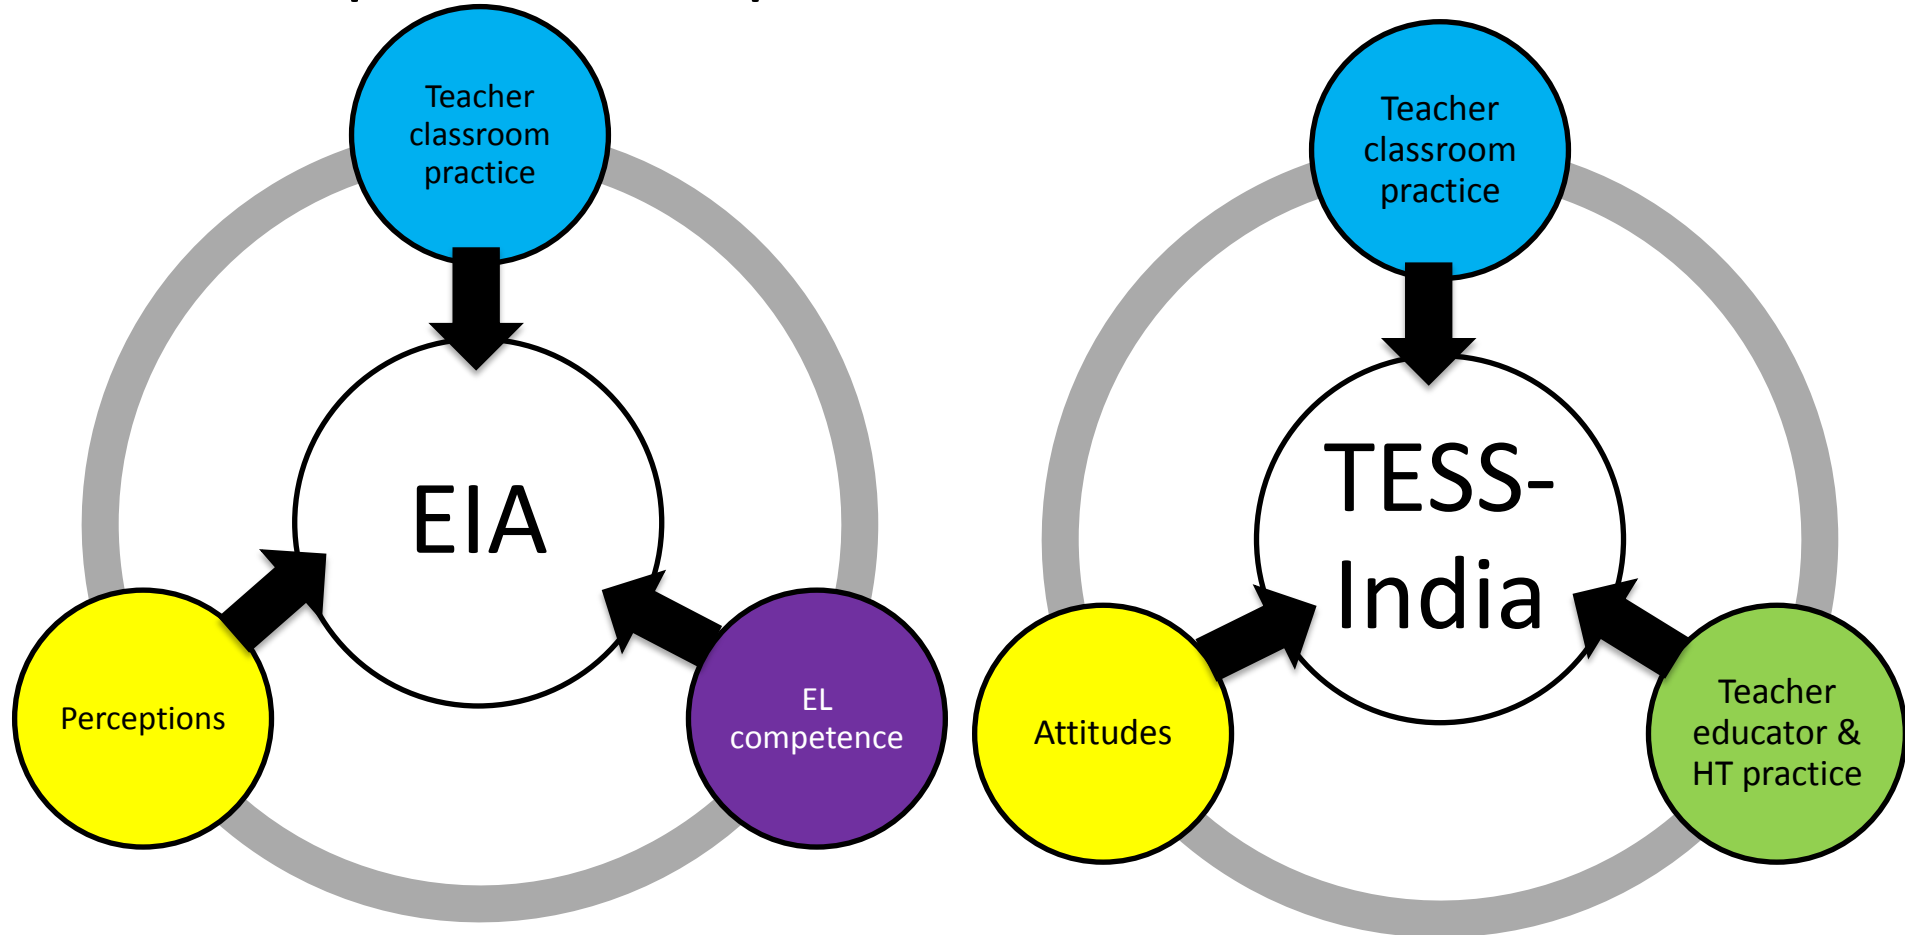 Teacher
classroom
practice
EIA
Perceptions
EL
competence
Teacher
classroom
practice
TESS-
India
Attitudes
Teacher
educator &
HT practice